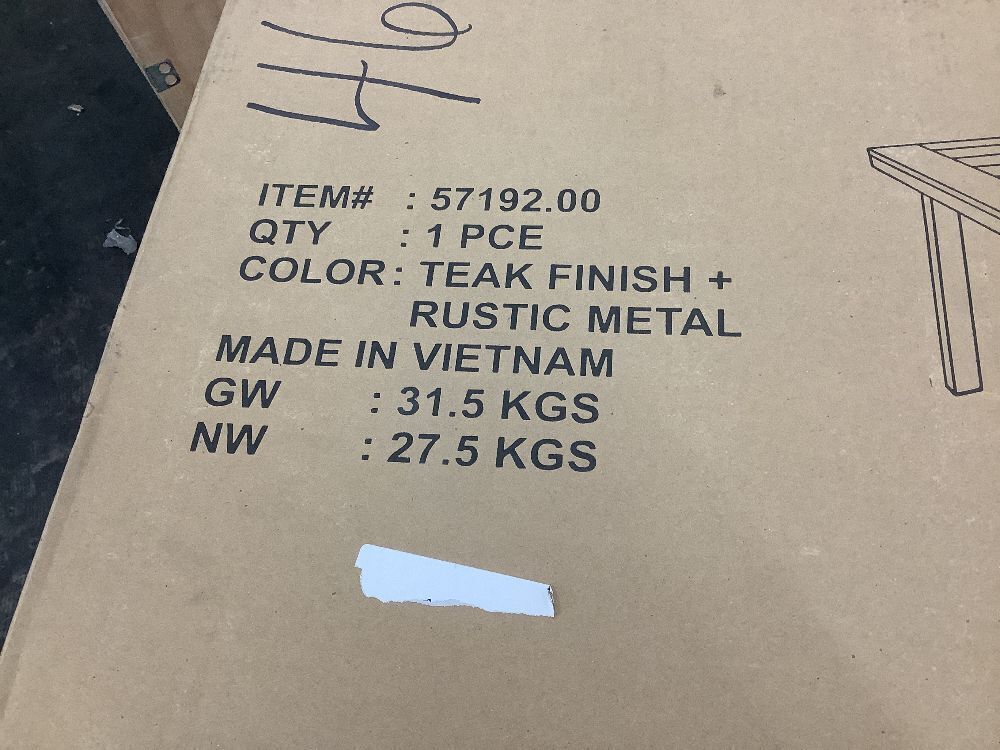 46
ITEM# : 57192.00
QTY : 1 PCE
COLOR : TEAK FINISH +
RUSTIC METAL
MADE IN VIETNAM
GW : 31.5 KGS
NW : 27.5 KGS